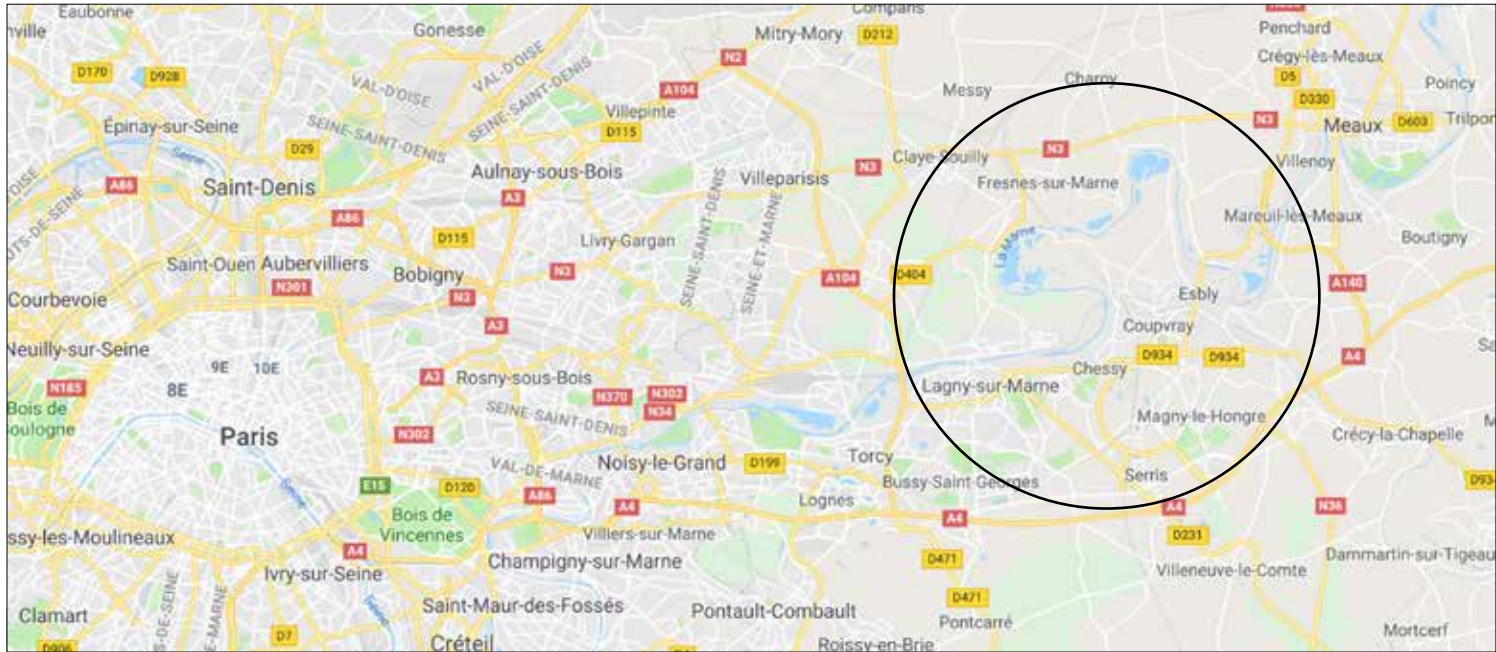 Eaubonne
Gonesse
Compans
Mitry-Mory
D212
Penchard
Crégy-lès-Meaux
D170
D928
VAL-D'OISE
VAL-D'OISE
SEINE-SAINT-DENIS
N2
A104
Messy
Charny
D5
D330
Poincy
Villepinte
D115
Épinay-sur-Seine
Seine
D29
SEINE-SAINT-DENIS
N3
Meaux
D603
Trilpor
A86
Saint-Denis
Aulnay-sous-Bois
A3
Villeparisis
N3
Claye-Souilly
N3
Fresnes-sur-Marne
Villenoy
A86
D115
Livry-Gargan
SEINE-SAINT-DENIS
SEINE-ET-MARNE
La Marne
Mareuil-lès-Meaux
Boutigny
Saint-Ouen
Aubervilliers
N301
Bobigny
N3
N3
A104
D404
Esbly
A140
Courbevoie
A3
Coupvray
Neuilly-sur-Seine
9E
10E
8E
N185
A3
Rosny-sous-Bois
N370
N302
N34
SEINE-SAINT-DENIS
Lagny-sur-Marne
Chessy
D934
D934
A4
Bois de
Boulogne
Paris
N302
Magny-le-Hongre
Crécy-la-Chapelle
Seine
E15
D120
VAL-DE-MARNE
A86
Noisy-le-Grand
D199
Torcy
Lognes
Bussy-Saint-Georges
Serris
D934
Bois de
Vincennes
A4
A4
A4
N36
ssy-les-Moulineaux
A4
Villiers-sur-Marne
D231
Ivry-sur-Seine
Champigny-sur-Marne
D471
Villeneuve-le-Comte
Dammartin-sur-Tigeau
Seine
Clamart
Saint-Maur-des-Fossés
Pontault-Combault
D471
Pontcarré
D906
D7
Créteil
Roissy-en-Brie
Mortcerf